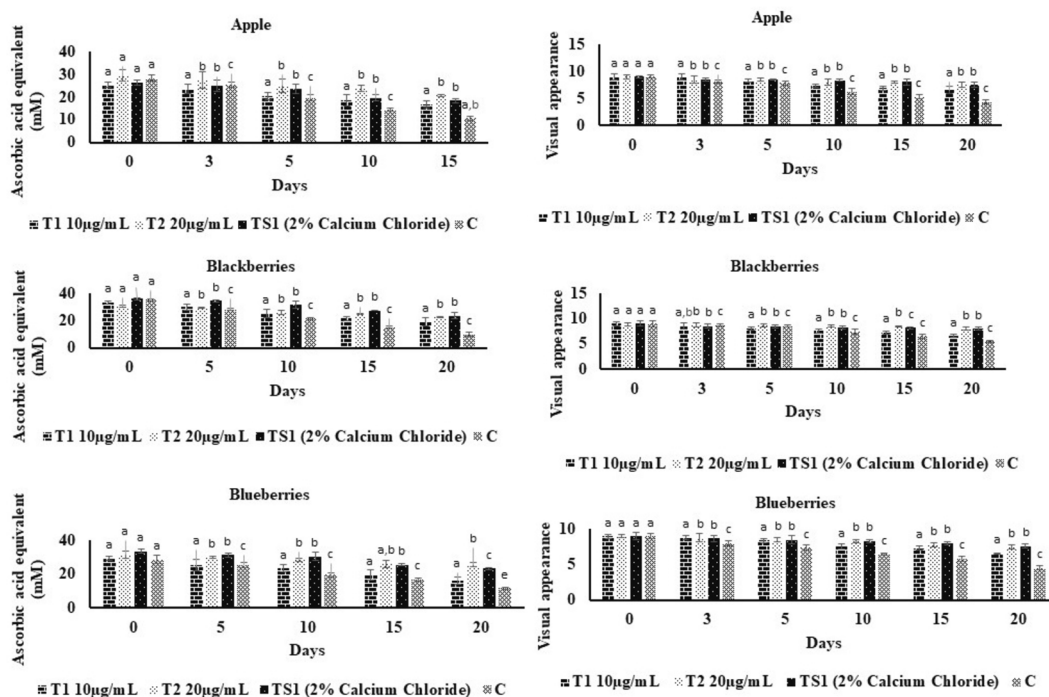 Apple
Ascorbic acid equivalent
(mM)
40
30
20
10
0
a a a a
a b b c
a b b c
a b b c
a b b a,b
0 3 5 10 15
Days
T1 10µg/mL T2 20µg/mL TS1 (2% Calcium Chloride) C
Apple
Visual appearance
15
10
5
0
a a a a
a b b c
a b b c
a b b c
a b b c
a b b c
0 3 5 10 15 20
Days
T1 10µg/mL T2 20µg/mL TS1 (2% Calcium Chloride) C
Blackberries
Ascorbic acid equivalent
(mM)
40
20
0
a a a a
a b b c
a b b c
a b b c
a b b c
0 5 10 15 20
Days
T1 10µg/mL T2 20µg/mL TS1 (2% Calcium Chloride) C
Blackberries
Visual appearance
15
10
5
0
a a a a
a,b b b c
a b b c
a b b c
a b b c
a b b c
0 3 5 10 15 20
Days
T1 10µg/mL T2 20µg/mL TS1 (2% Calcium Chloride) C
Blueberries
Ascorbic acid equivalent
(mM)
40
20
0
a a a a
a b b c
a b b c
a a,b b c
a b c e
0 5 10 15 20
Days
T1 10µg/mL T2 20µg/mL TS1 (2% Calcium Chloride) C
Blueberries
Visual appearance
10
5
0
a a a a
a b b c
a b b c
a b b c
a b b c
a b b c
0 3 5 10 15 20
Days
T1 10µg/mL T2 20µg/mL TS1 (2% Calcium Chloride) C